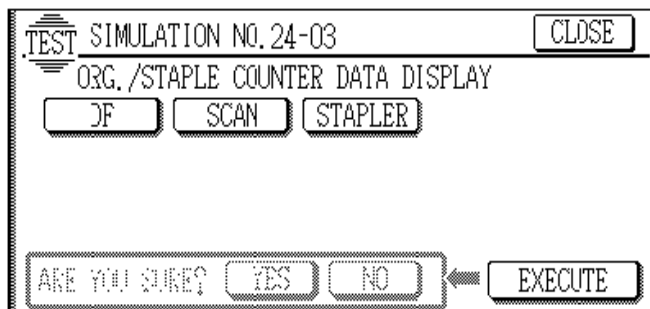 TEST SIMULATION NO.24-03 CLOSE
ORG./STAPLE COUNTER DATA DISPLAY
DF SCAN STAPLER
ARE YOU SURE? YES NO EXECUTE